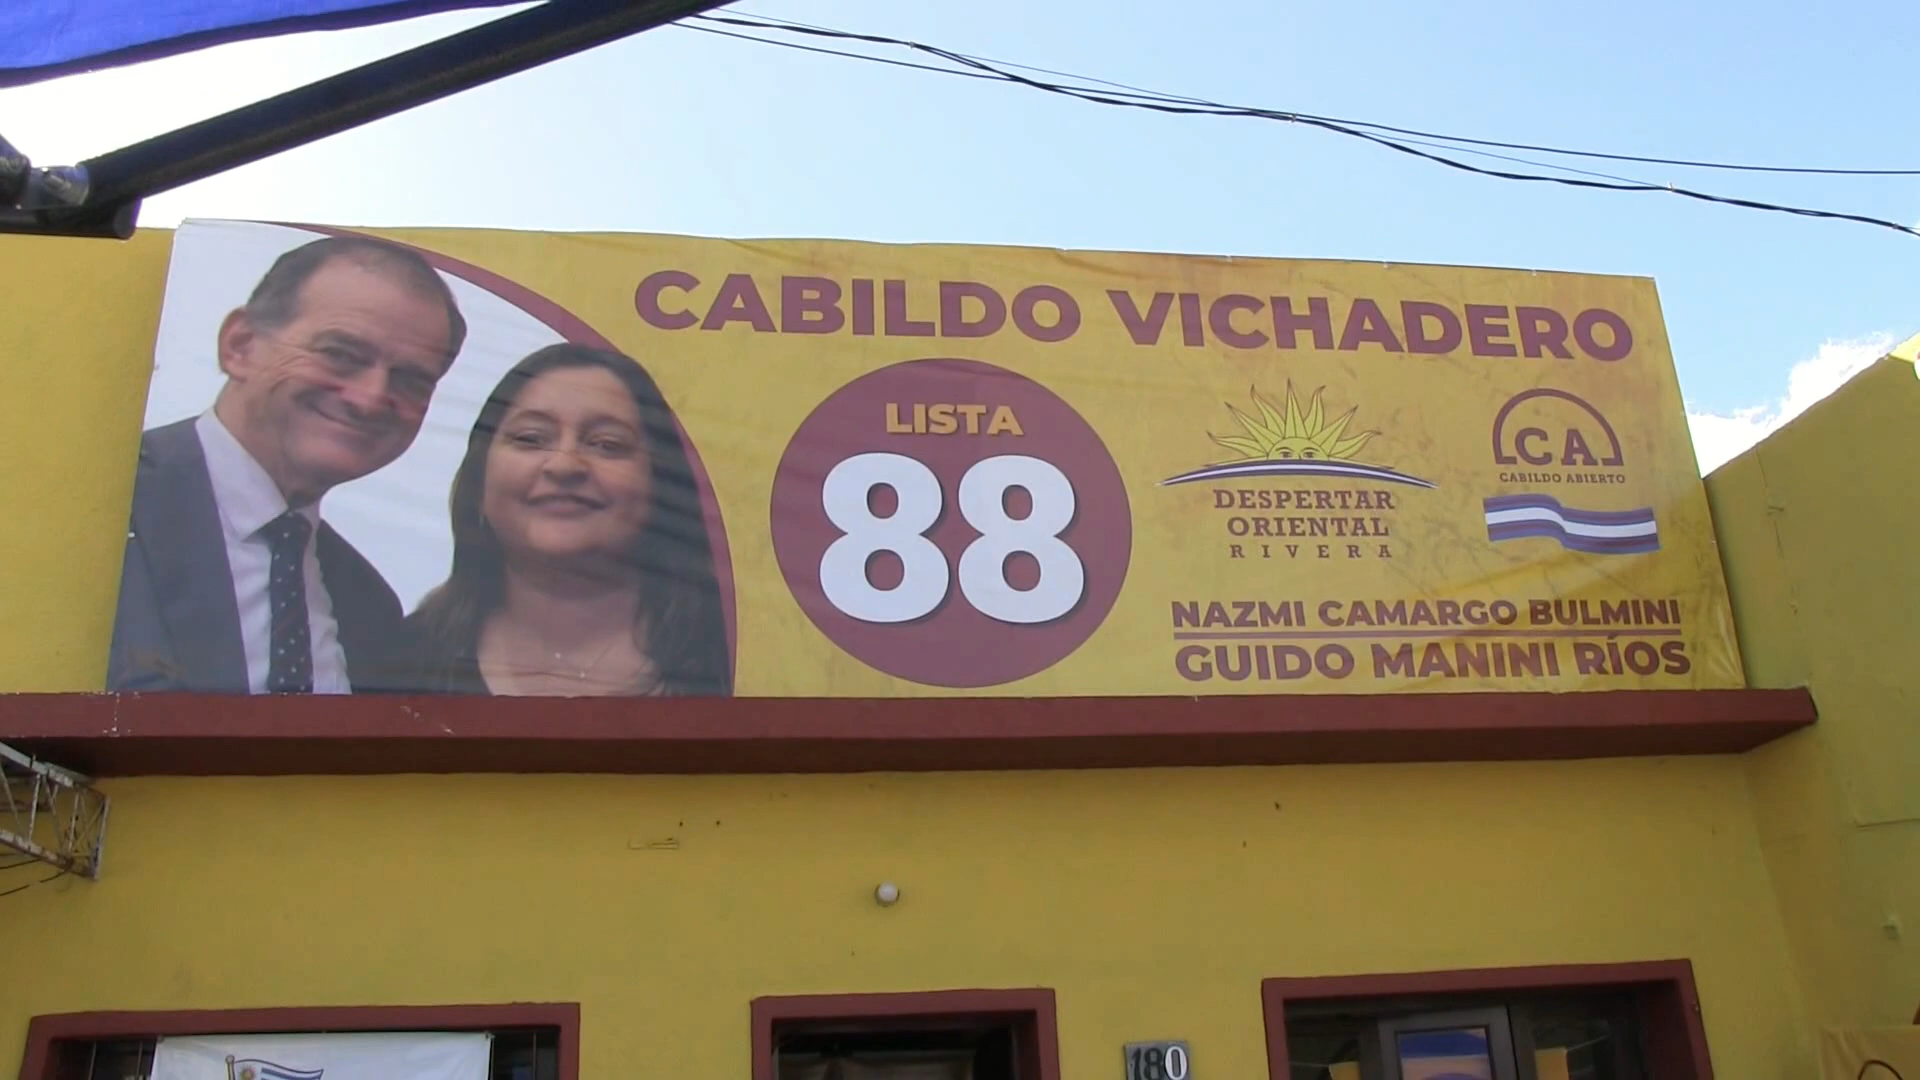 CABILDO VICHADERO
LISTA
88
DESPERTAR
ORIENTAL
RIVERA
CA
CABILDO ABIERTO
NAZMI CAMARGO BULMINI
GUIDO MANINI RÍOS
180